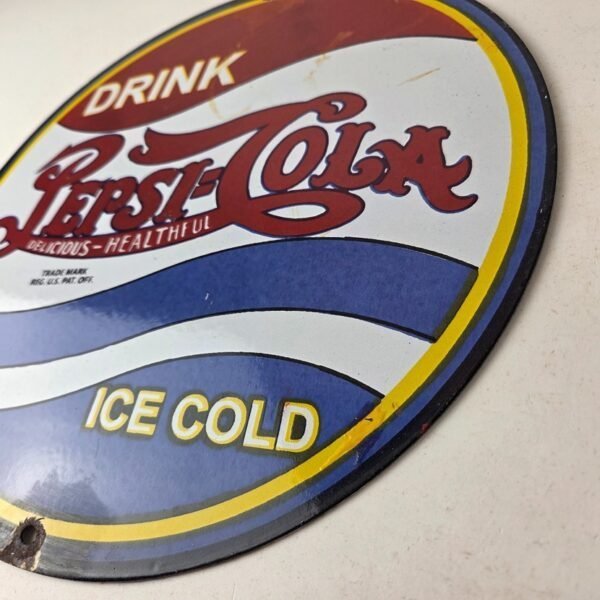 DRINK
PEPSI-COLA
DELICIOUS - HEALTHFUL
TRADE MARK
REG. U.S. PAT. OFF.
ICE COLD